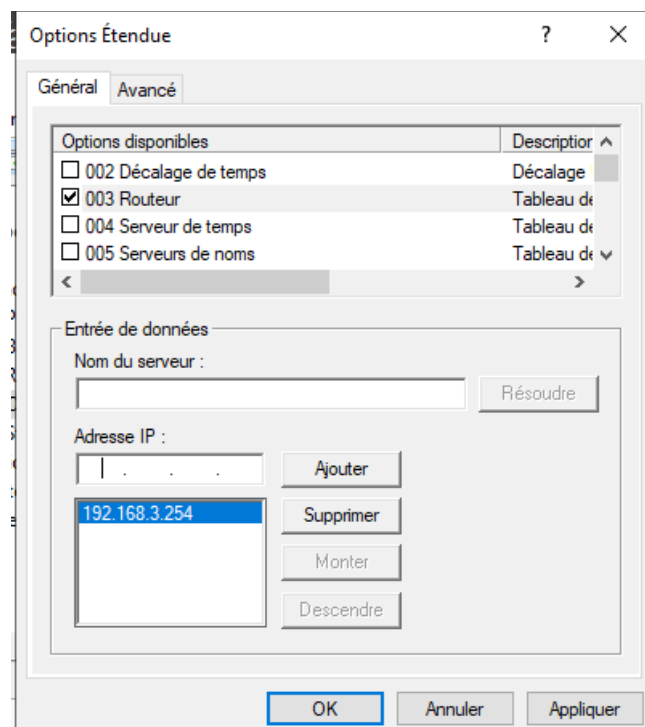 Options Étendue
Général Avancé
Options disponibles Description
002 Décalage de temps Décalage
003 Routeur Tableau de
004 Serveur de temps Tableau de
005 Serveurs de noms Tableau de
Entrée de données
Nom du serveur :
Résoudre
Adresse IP :
Ajouter
192.168.3.254
Supprimer
Monter
Descendre
OK Annuler Appliquer